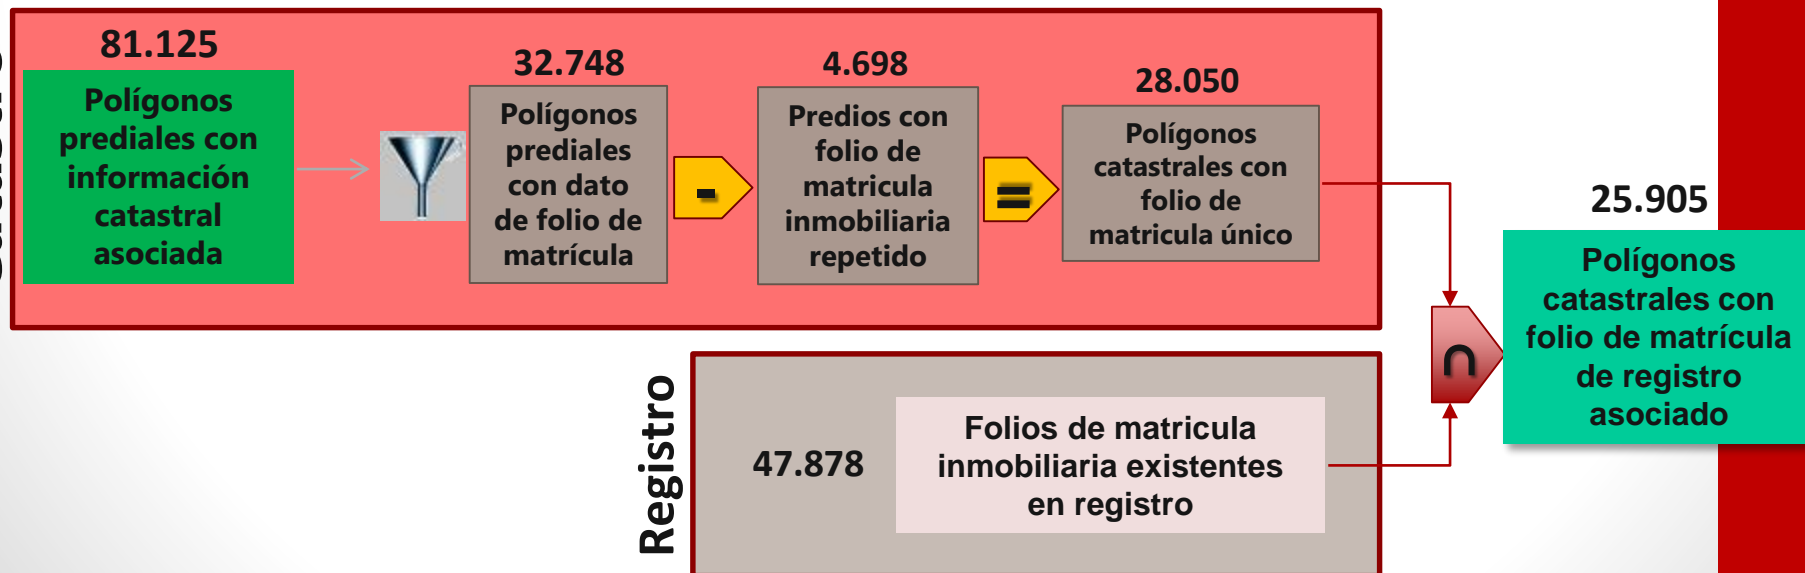 81.125
Polígonos
prediales con
información
catastral
asociada
32.748
Polígonos
prediales
con dato
de folio de
matrícula
-
4.698
Predios con
folio de
matricula
inmobiliaria
repetido
=
28.050
Polígonos
catastrales con
folio de
matricula único
∩
25.905
Polígonos
catastrales con
folio de matrícula
de registro
asociado
Registro
47.878
Folios de matricula
inmobiliaria existentes
en registro